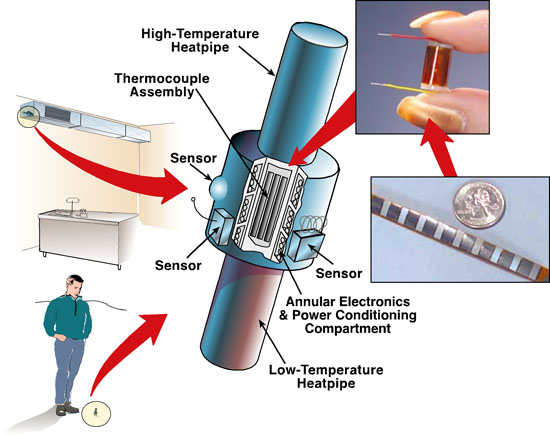 High-Temperature
Heatpipe
Thermocouple
Assembly
Sensor
Sensor
Sensor
Annular Electronics
& Power Conditioning
Compartment
Low-Temperature
Heatpipe